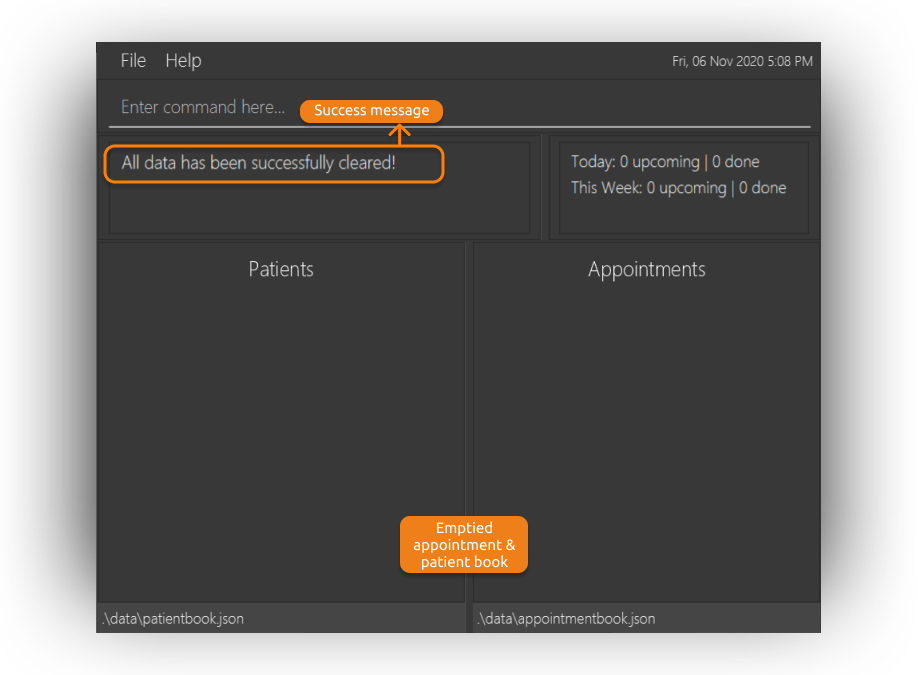 File Help
Fri, 06 Nov 2020 5:08 PM
Enter command here...
Success message
All data has been successfully cleared!
Today: 0 upcoming | 0 done
This Week: 0 upcoming | 0 done
Patients
Appointments
Emptied
appointment &
patient book
.\data\patientbook.json
.\data\appointmentbook.json